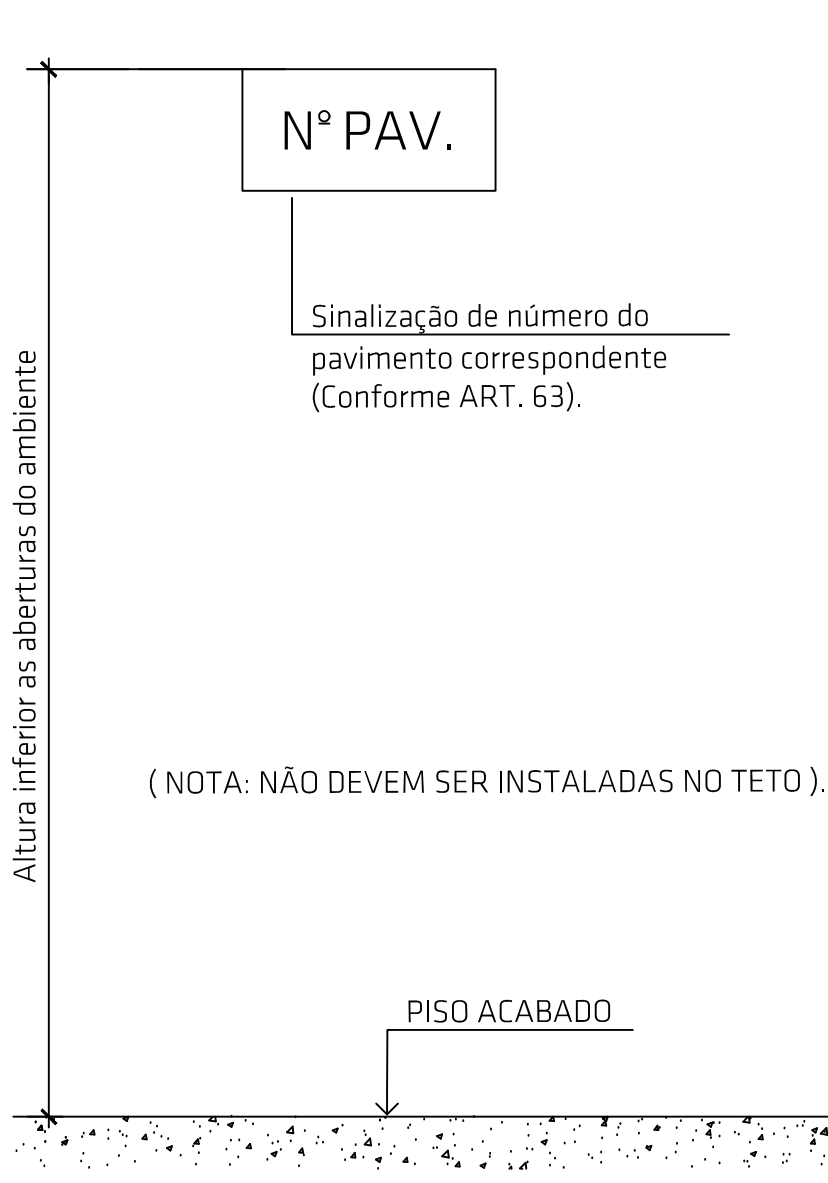 Nº PAV.
Sinalização de número do
pavimento correspondente
(Conforme ART. 63).
Altura inferior as aberturas do ambiente
( NOTA: NÃO DEVEM SER INSTALADAS NO TETO ).
PISO ACABADO